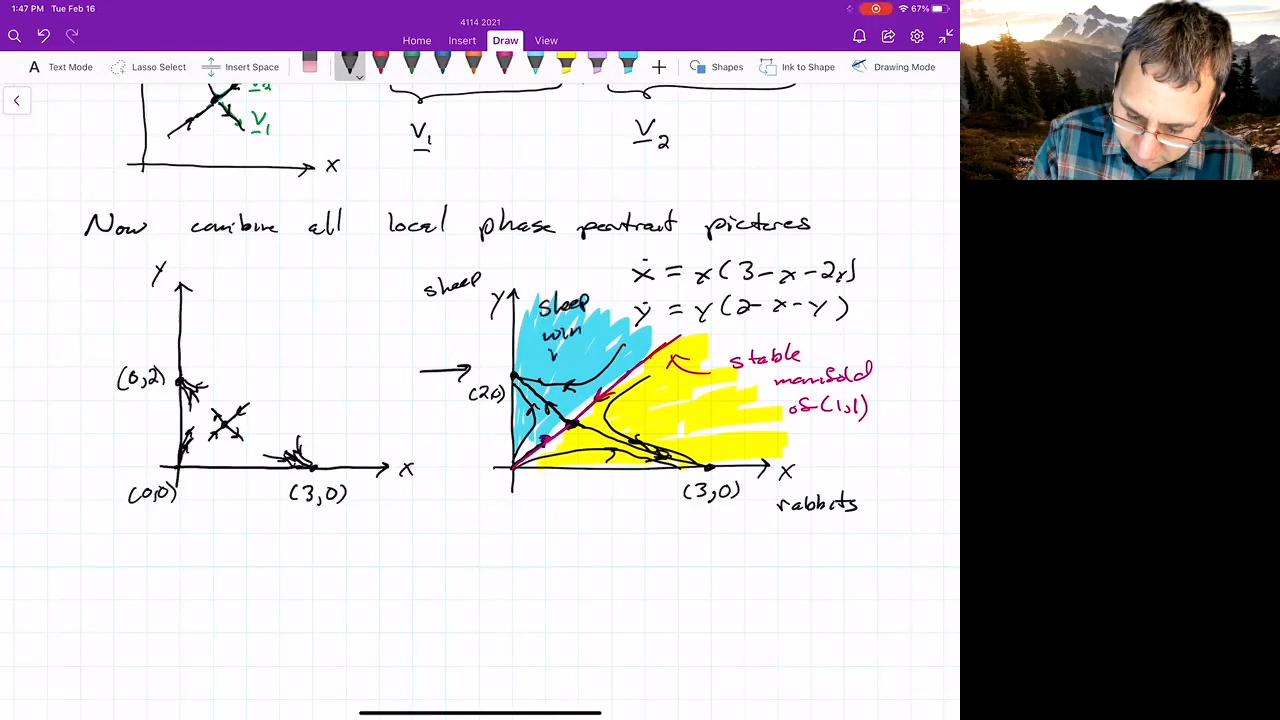 1:47 PM Tue Feb 16
67%
4114 2021
Home Insert Draw View
Text Mode Lasso Select Insert Space Shapes Ink to Shape Drawing Mode
V2
V1
x
V1
V2
Now combine all local phase portrait pictures
y
(0,2)
(0,0)
(3,0)
x
sheep
y
sheep
win
ẋ = x(3-x-2y)
ẏ = y(2-x-y)
stable
manifold
of (1,1)
(2,0)
(3,0)
x
rabbits